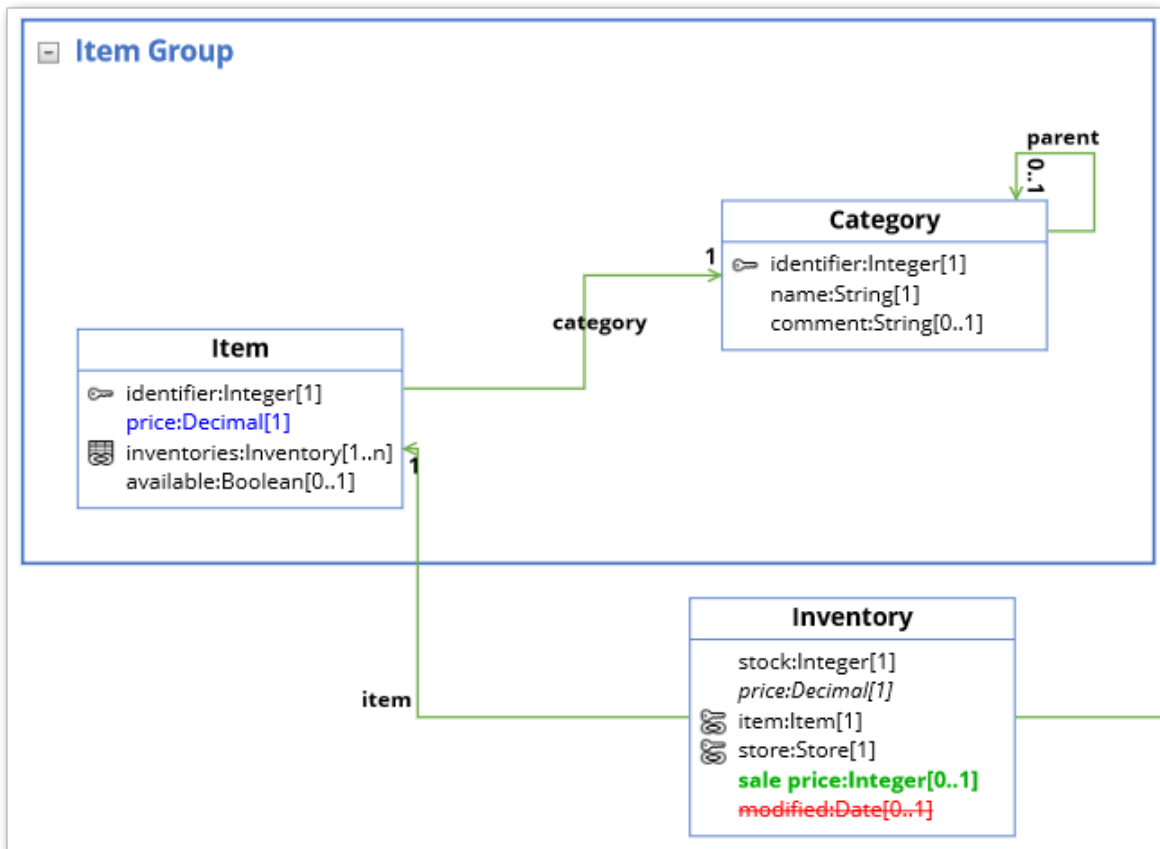 Item Group
parent
0..1
Category
identifier:Integer[1]
name:String[1]
comment:String[0..1]
1
category
Item
identifier:Integer[1]
price:Decimal[1]
inventories:Inventory[1..n]
available:Boolean[0..1]
1
item
Inventory
stock:Integer[1]
price:Decimal[1]
item:Item[1]
store:Store[1]
sale price:Integer[0..1]
modified:Date[0..1]